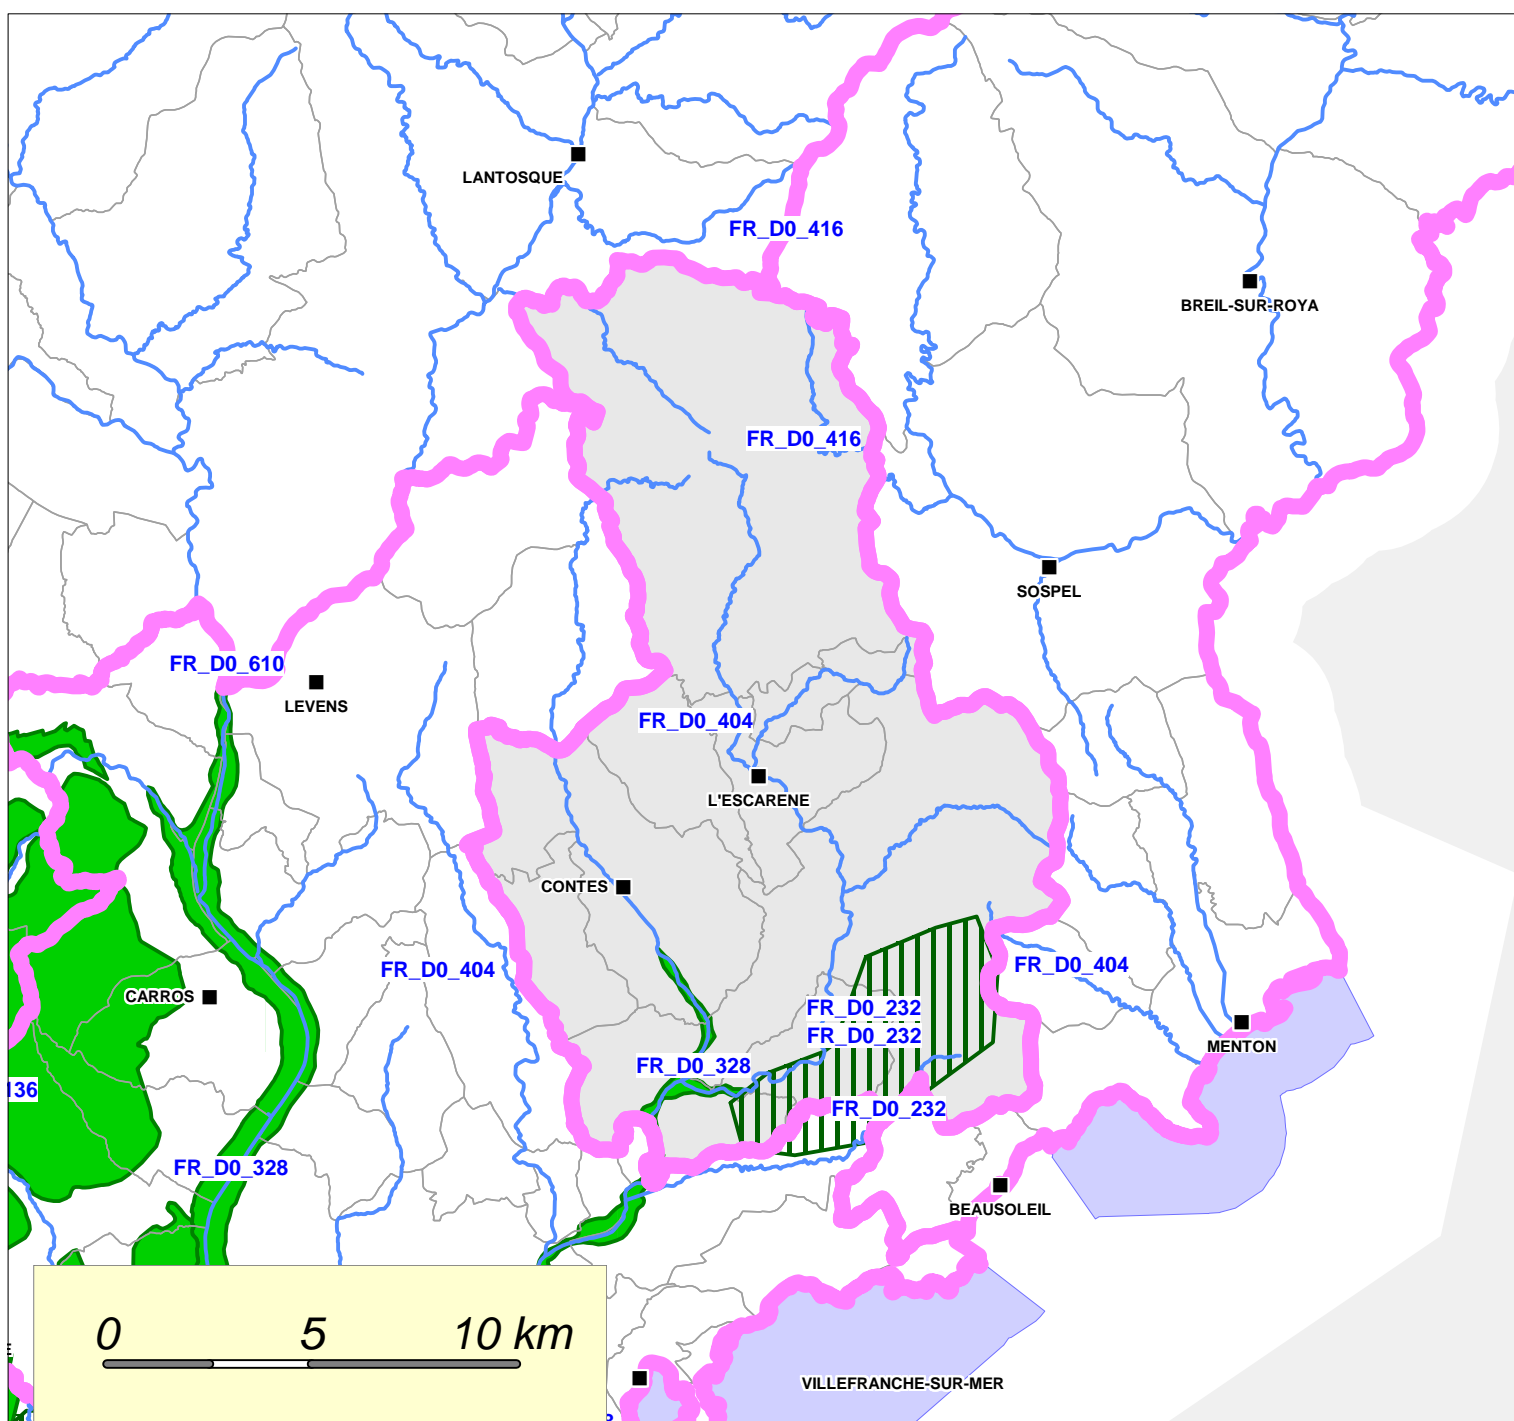 LANTOSQUE
FR_D0_416
BREIL-SUR-ROYA
FR_D0_416
SOSPEL
FR_D0_610
LEVENS
FR_D0_404
L'ESCARENE
CONTES
FR_D0_404
FR_D0_404
CARROS
FR_D0_232
FR_D0_232
MENTON
FR_D0_328
136
FR_D0_232
FR_D0_328
BEAUSOLEIL
0 5 10 km
VILLEFRANCHE-SUR-MER